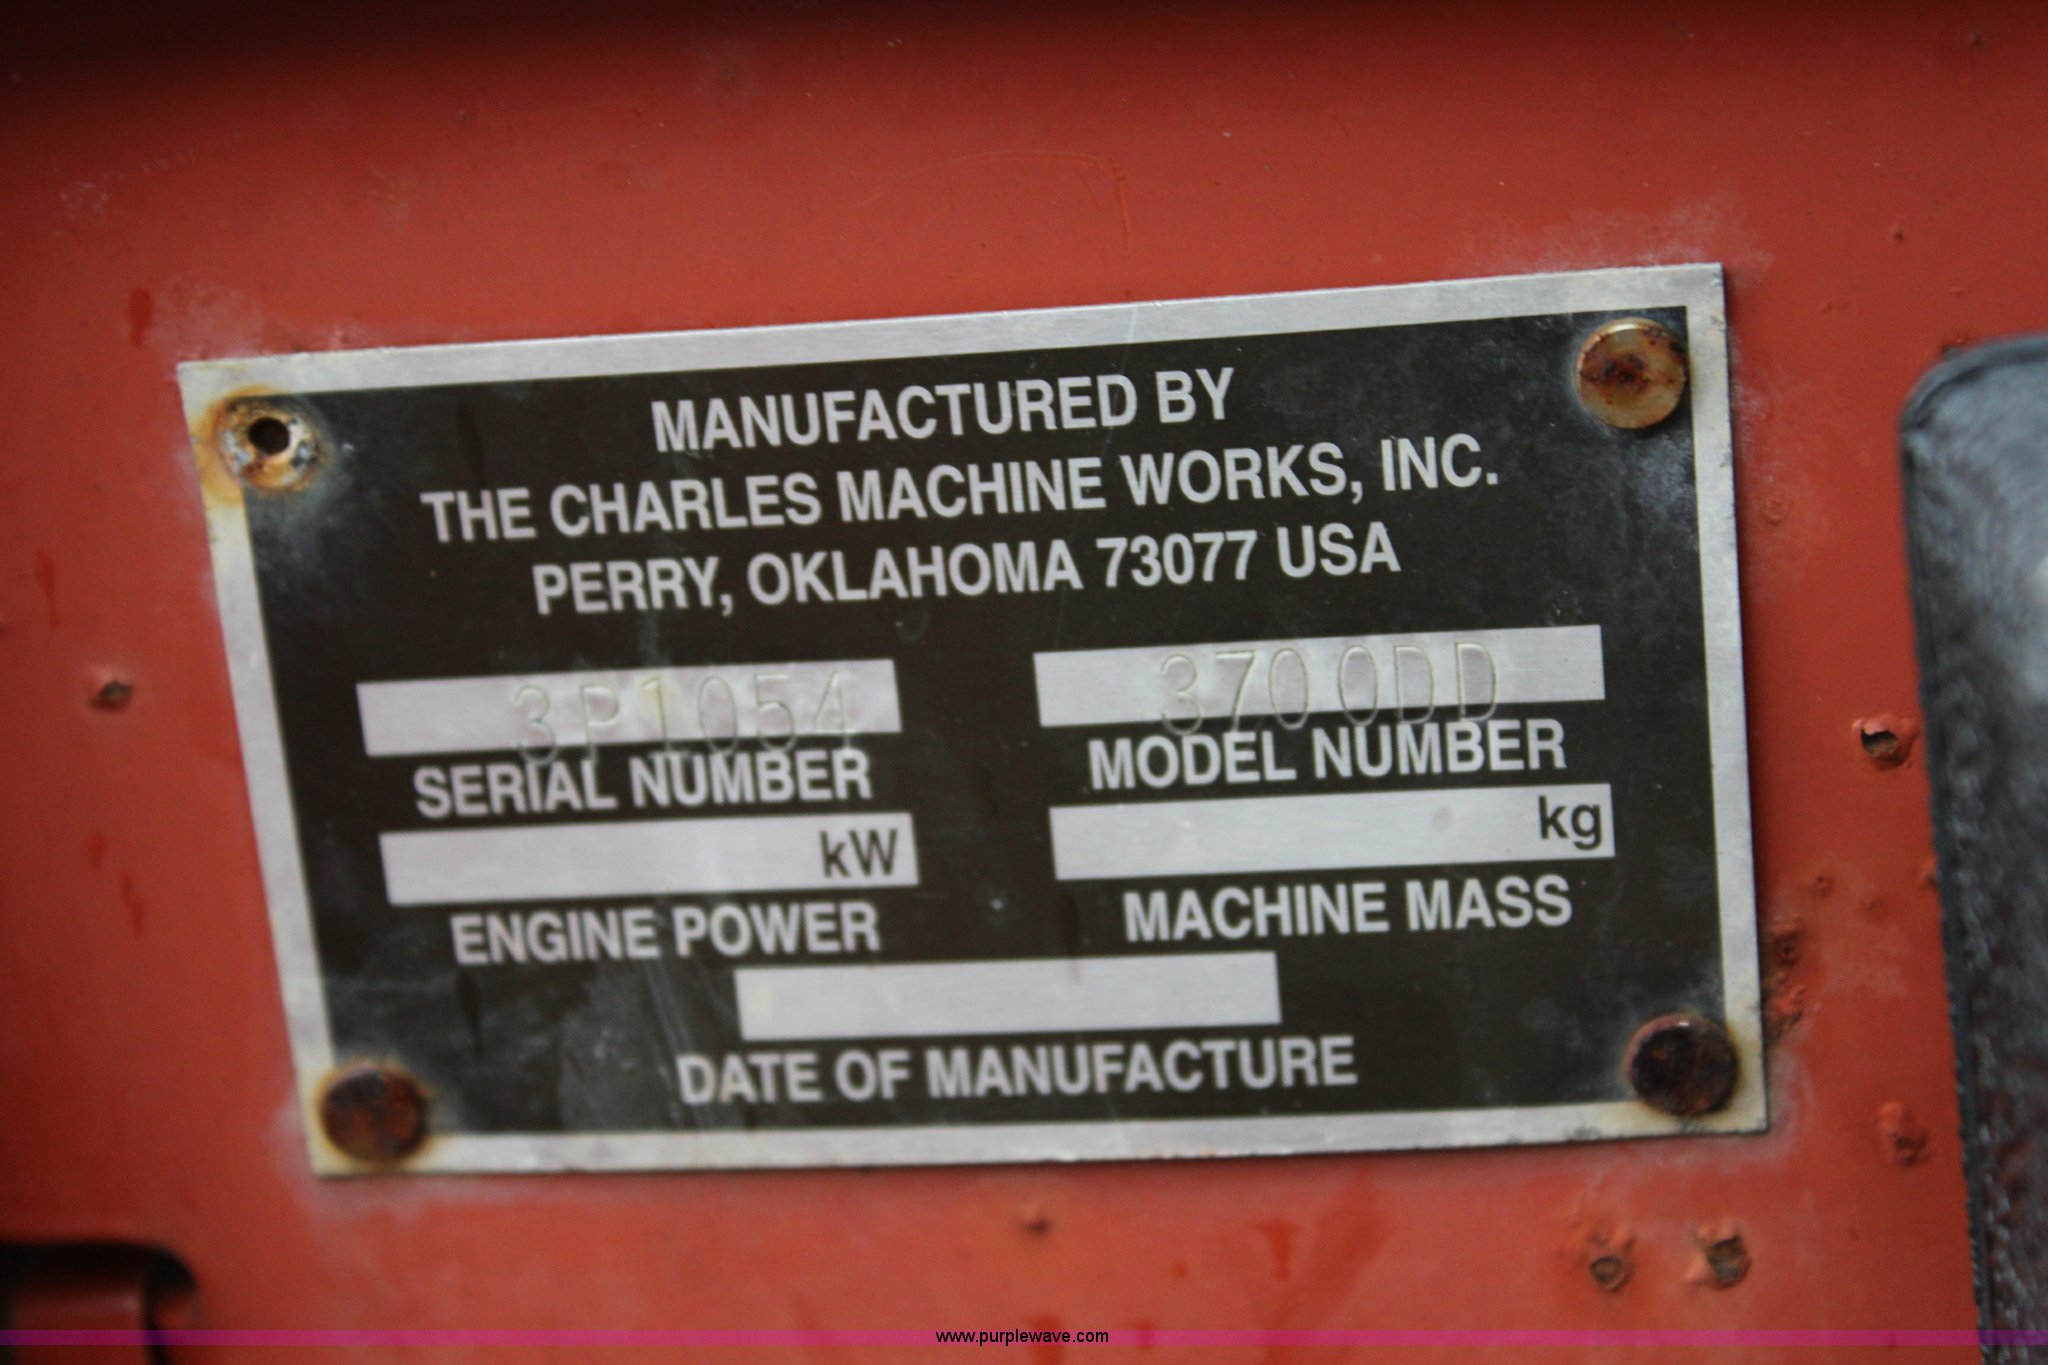 MANUFACTURED BY
THE CHARLES MACHINE WORKS, INC.
PERRY, OKLAHOMA 73077 USA
3P1054 3700DD
SERIAL NUMBER MODEL NUMBER
kW kg
ENGINE POWER MACHINE MASS
DATE OF MANUFACTURE
www.purplewave.com